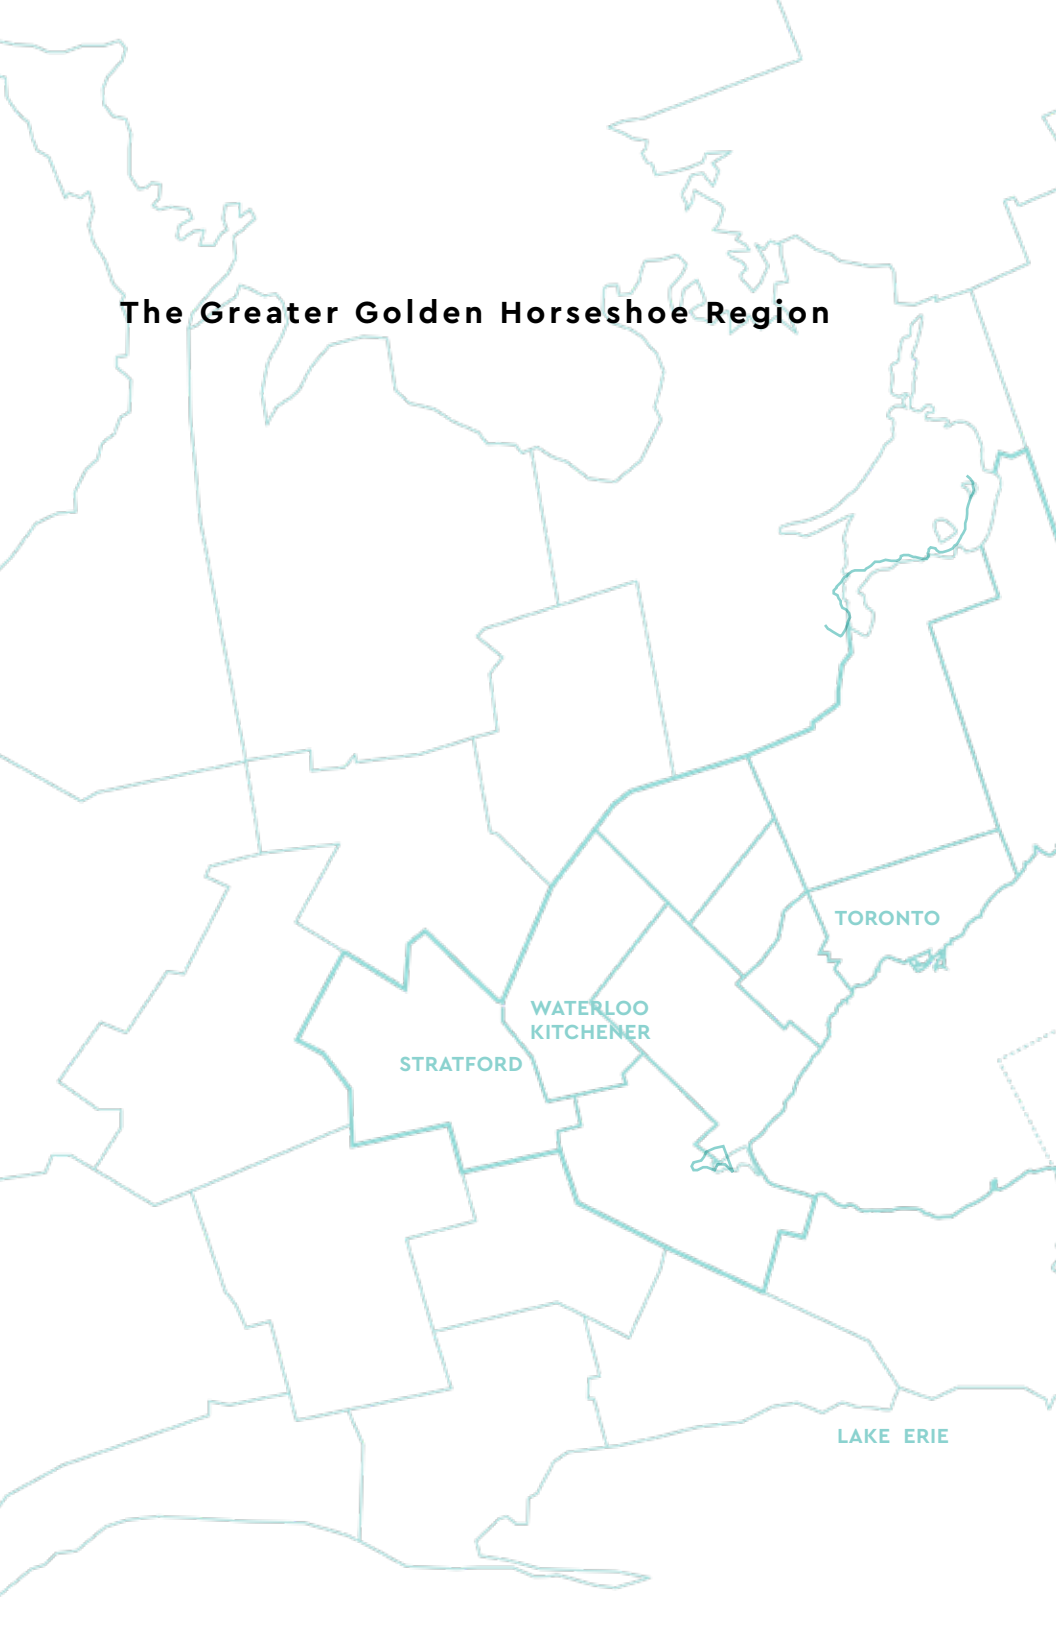 The Greater Golden Horseshoe Region
TORONTO
WATERLOO
KITCHENER
STRATFORD
LAKE ERIE